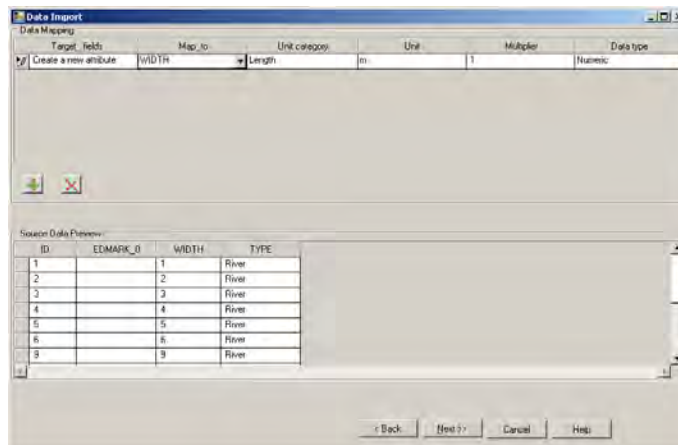 Data Import
Data Mapping
Target_fields Map_to Unit category Unit Multiplier Data type
Create a new attribute WIDTH Length m 1 Numeric
Source Data Preview
ID EDMARK_0 WIDTH TYPE
1 1 River
2 2 River
3 3 River
4 4 River
5 5 River
6 6 River
9 9 River
< Back Next >> Cancel Help